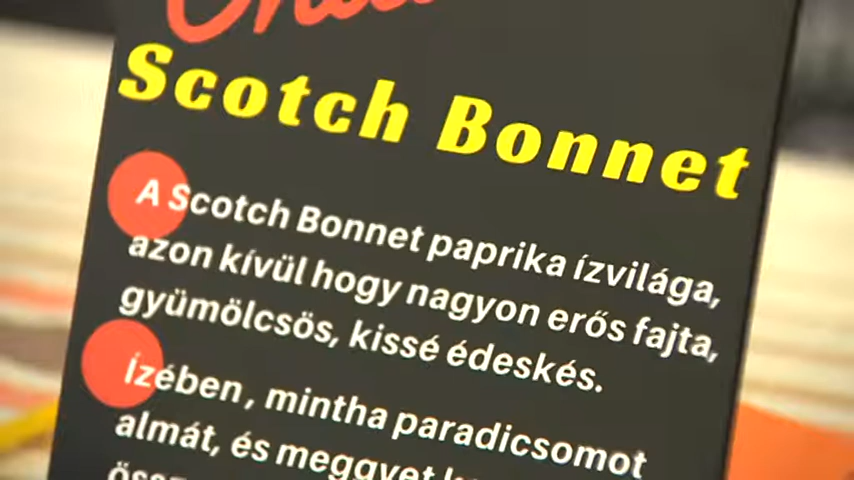 Scotch Bonnet
A Scotch Bonnet paprika ízvilága,
azon kívül hogy nagyon erős fajta,
gyümölcsös, kissé édeskés.
Ízében, mintha paradicsomot
almát, és meggyet